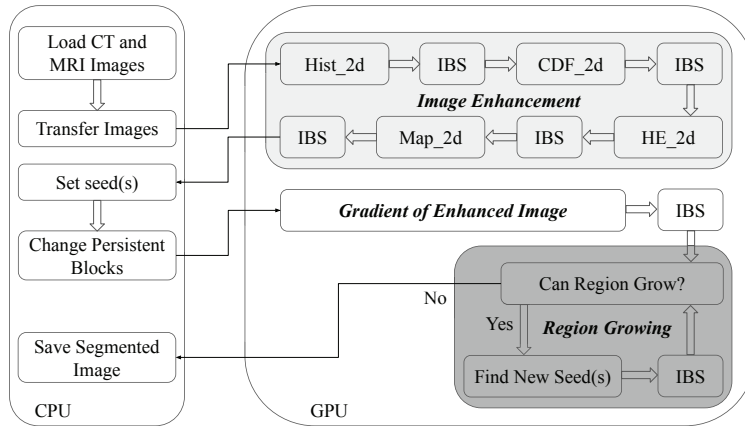 Load CT and
MRI Images
Transfer Images
Set seed(s)
Change Persistent
Blocks
Save Segmented
Image
CPU
Hist_2d
IBS
CDF_2d
IBS
Image Enhancement
IBS
Map_2d
IBS
HE_2d
Gradient of Enhanced Image
IBS
Can Region Grow?
No
Yes
Region Growing
Find New Seed(s)
IBS
GPU